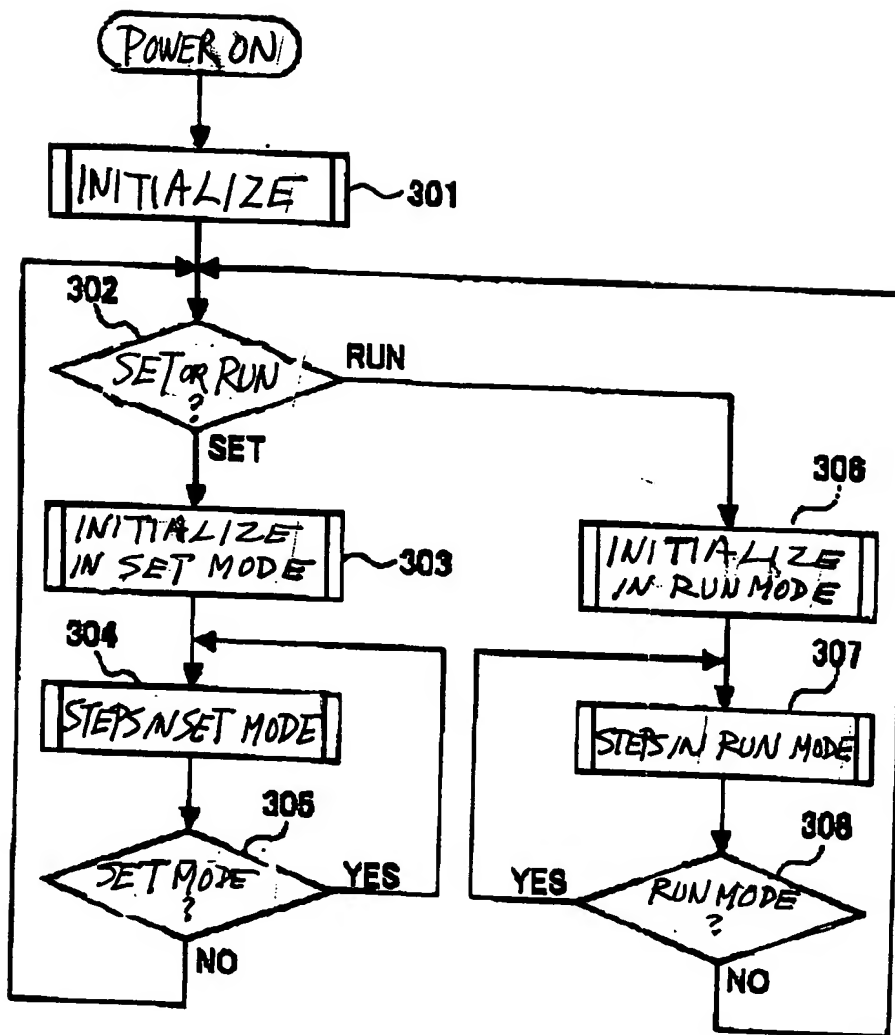 POWER ON
INITIALIZE
301
302
SET OR RUN
?
RUN
SET
INITIALIZE
IN SET MODE
303
306
INITIALIZE
IN RUN MODE
304
STEPS IN SET MODE
307
STEPS IN RUN MODE
305
SET MODE
?
YES
NO
308
RUN MODE
?
YES
NO